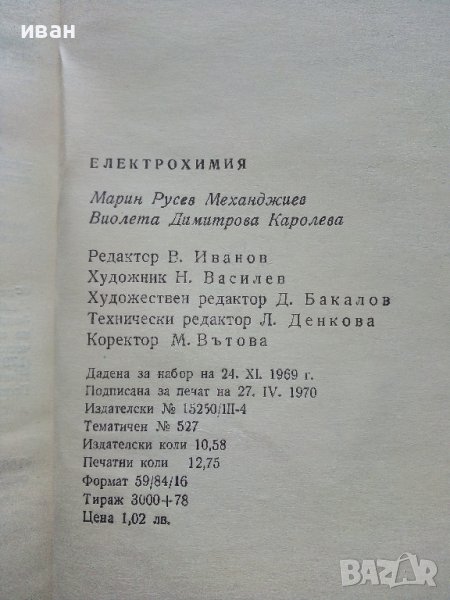 иван
ЕЛЕКТРОХИМИЯ
Марин Русев Механджиев
Виолета Димитрова Каролева
Редактор В. Иванов
Художник Н. Василев
Художествен редактор Д. Бакалов
Технически редактор Л. Денкова
Коректор М. Вътова
Дадена за набор на 24. XI. 1969 г.
Подписана за печат на 27. IV. 1970
Издателски № 15250/III-4
Тематичен № 527
Издателски коли 10,58
Печатни коли 12,75
Формат 59/84/16
Тираж 3000+78
Цена 1,02 лв.
BAZAR